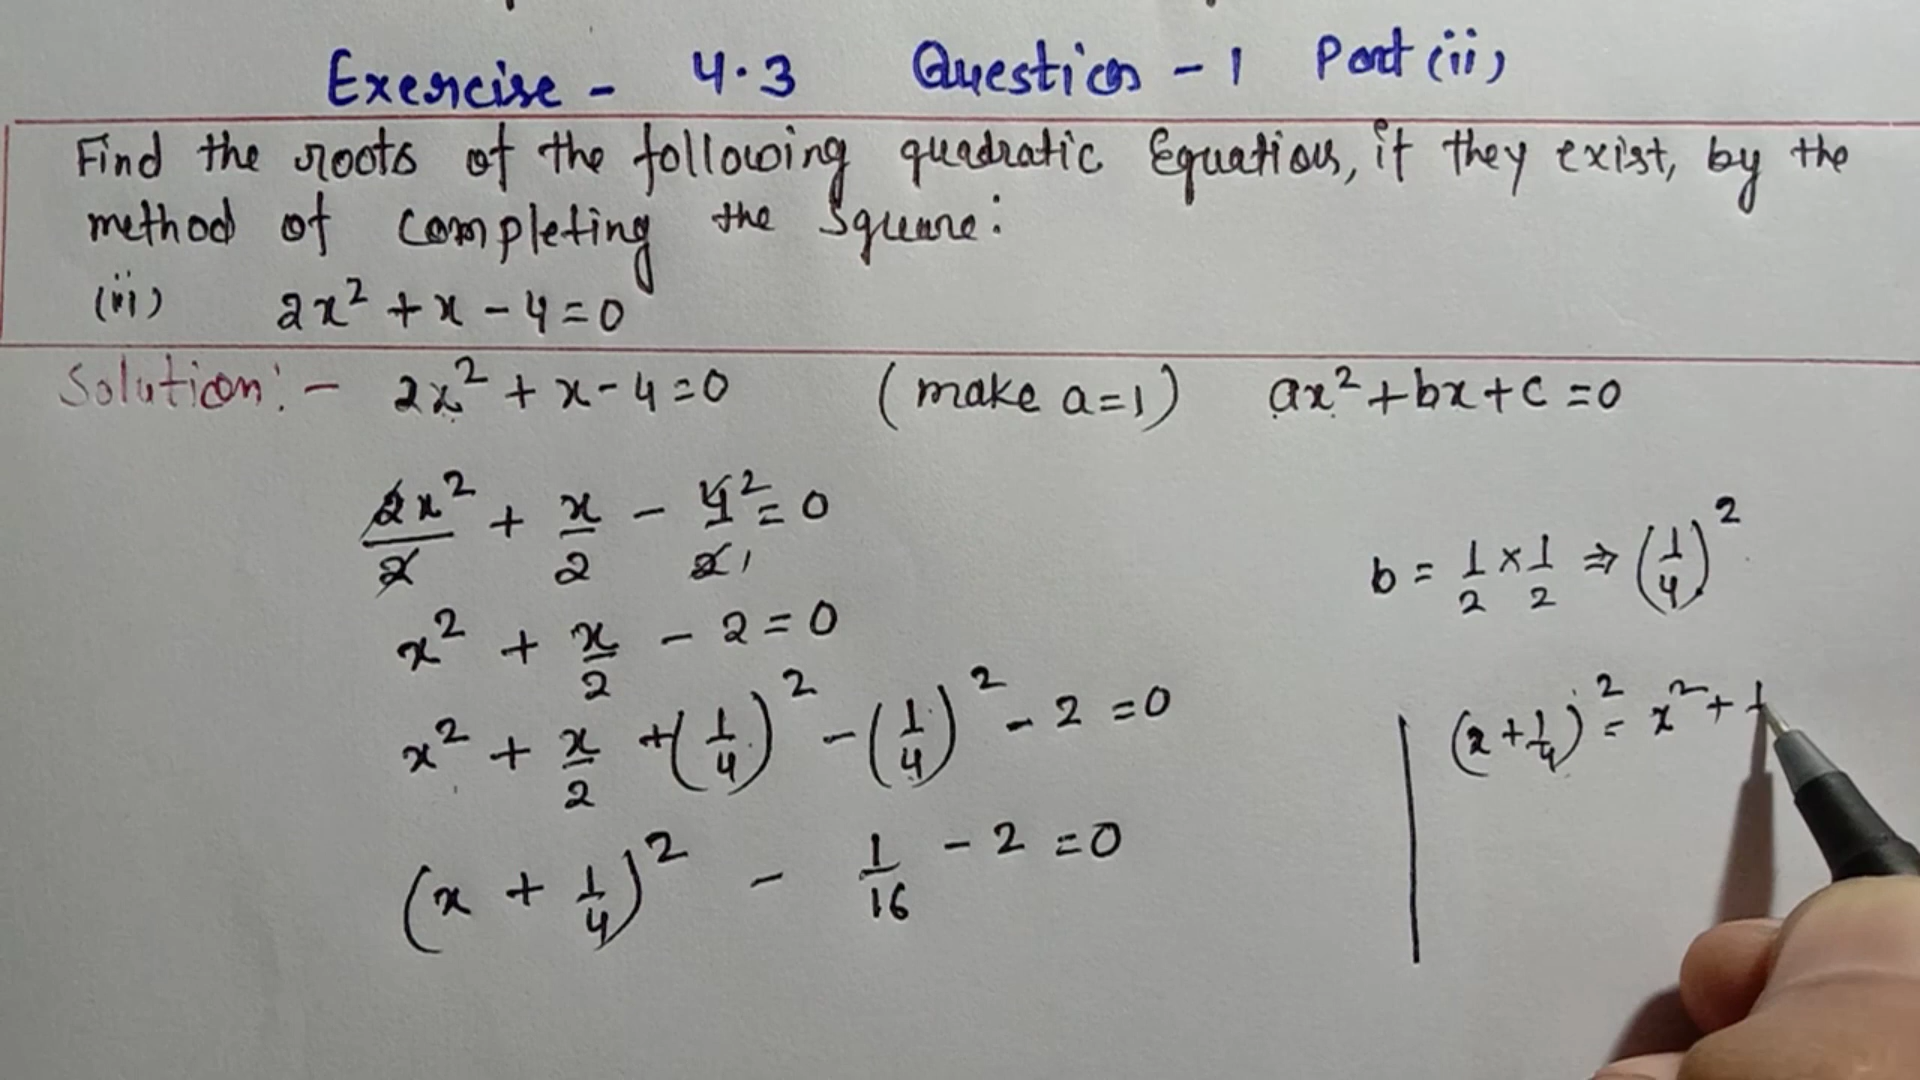 Exercise - 4.3 Question - 1 Part (ii)
Find the roots of the following quadratic Equations, if they exist, by the
method of completing the Square:
(ii) 2x² + x - 4 = 0
Solution:- 2x² + x - 4 = 0 (make a=1) ax² + bx + c = 0
2x²/2 + x/2 - 4/2 2 1 = 0
b = 1/2 × 1/2 ⇒ (1/4)²
x² + x/2 - 2 = 0
x² + x/2 + (1/4)² - (1/4)² - 2 = 0
(x + 1/4)² = x² + 1
(x + 1/4)² - 1/16 - 2 = 0